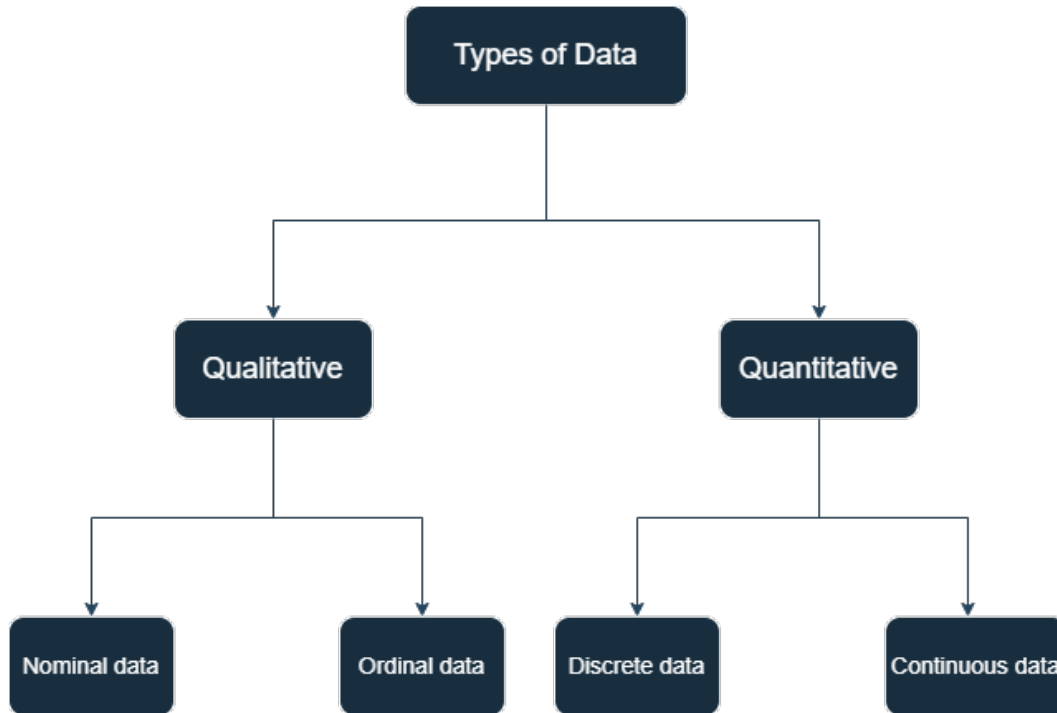 Types of Data
Qualitative
Quantitative
Nominal data
Ordinal data
Discrete data
Continuous data